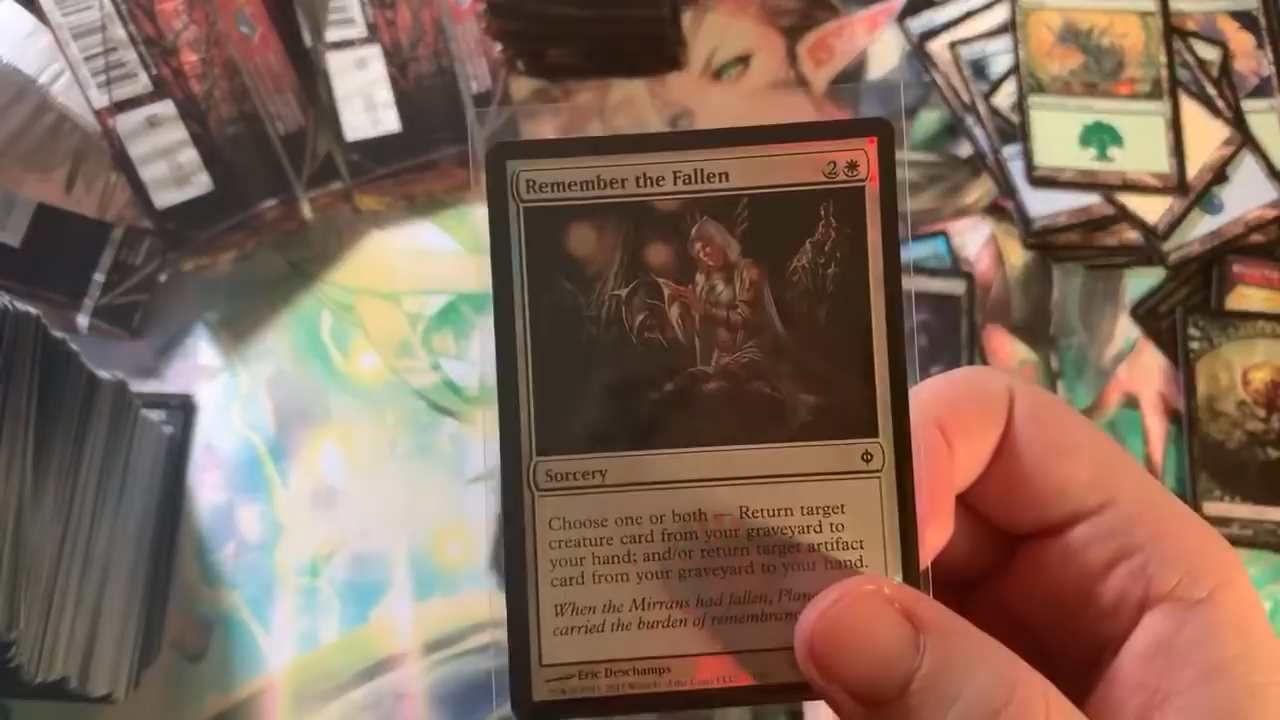 Remember the Fallen
2
Sorcery
Choose one or both — Return target
creature card from your graveyard to
your hand; and/or return target artifact
card from your graveyard to your hand.
When the Mirrans had fallen,
carried the burden of
Eric Deschamps